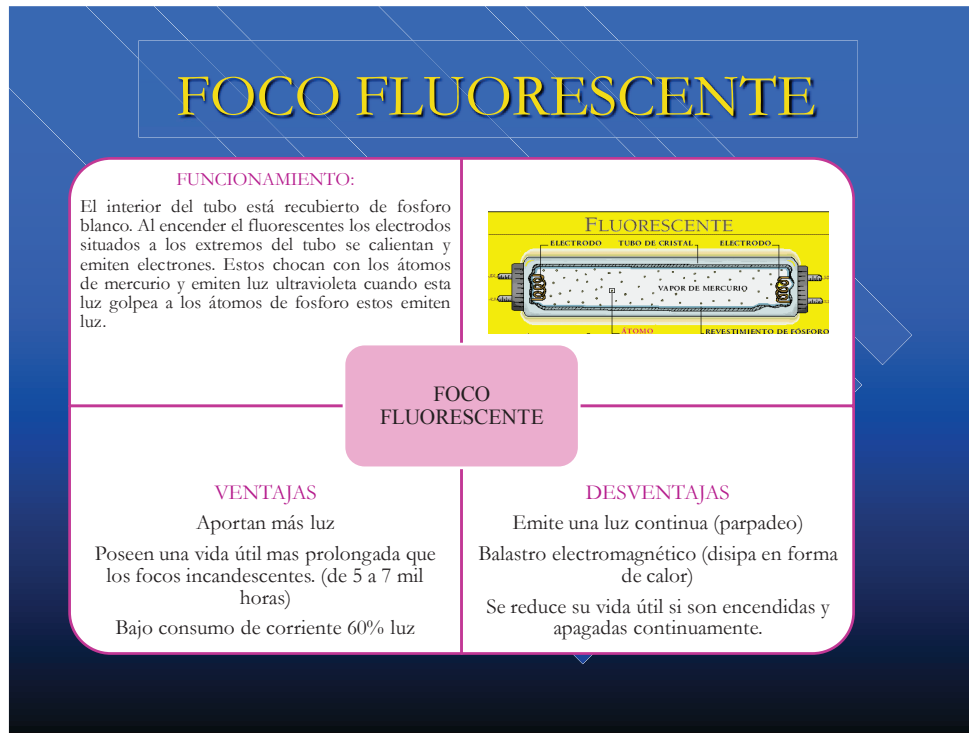 FOCO FLUORESCENTE
FUNCIONAMIENTO:
El interior del tubo está recubierto de fosforo
blanco. Al encender el fluorescentes los electrodos
situados a los extremos del tubo se calientan y
emiten electrones. Estos chocan con los átomos
de mercurio y emiten luz ultravioleta cuando esta
luz golpea a los átomos de fosforo estos emiten
luz.
FLUORESCENTE
ELECTRODO TUBO DE CRISTAL ELECTRODO
VAPOR DE MERCURIO
ÁTOMO REVESTIMIENTO DE FÓSFORO
FOCO
FLUORESCENTE
VENTAJAS
Aportan más luz
Poseen una vida útil mas prolongada que
los focos incandescentes. (de 5 a 7 mil
horas)
Bajo consumo de corriente 60% luz
DESVENTAJAS
Emite una luz continua (parpadeo)
Balastro electromagnético (disipa en forma
de calor)
Se reduce su vida útil si son encendidas y
apagadas continuamente.